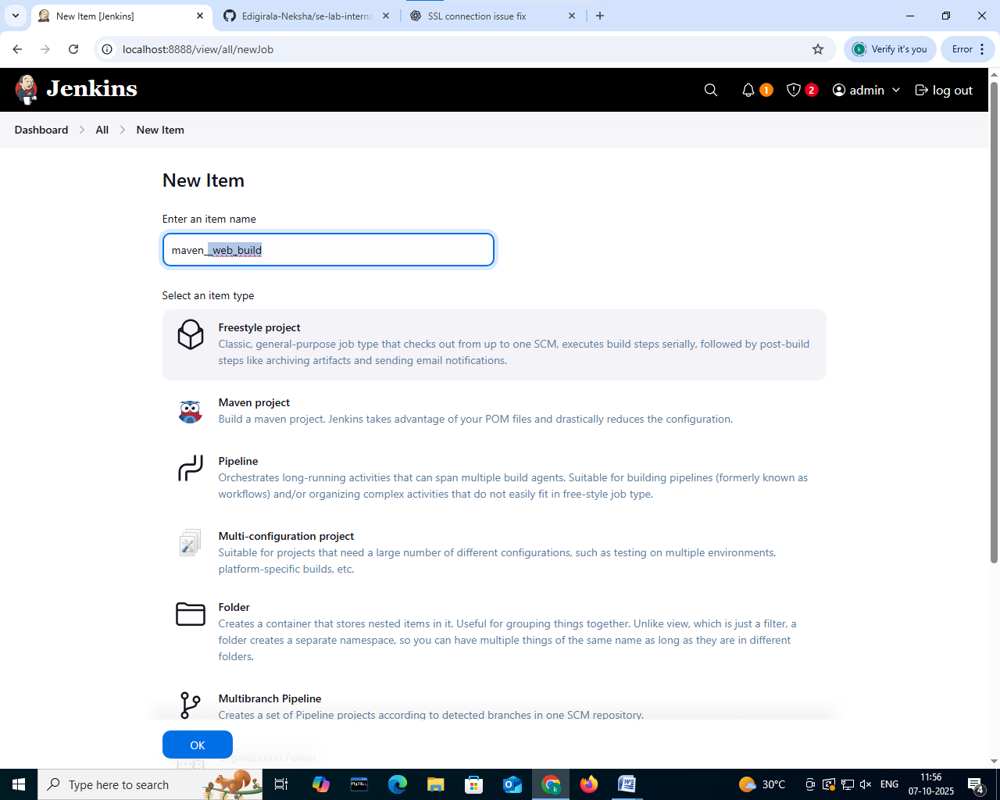 New Item [Jenkins]
Edigirala-Neksha/se-lab-interna
SSL connection issue fix
localhost:8888/view/all/newJob
Verify it's you
Error
Jenkins
1
2
admin
log out
Dashboard
All
New Item
New Item
Enter an item name
maven__web_build
Select an item type
Freestyle project
Classic, general-purpose job type that checks out from up to one SCM, executes build steps serially, followed by post-build
steps like archiving artifacts and sending email notifications.
Maven project
Build a maven project. Jenkins takes advantage of your POM files and drastically reduces the configuration.
Pipeline
Orchestrates long-running activities that can span multiple build agents. Suitable for building pipelines (formerly known as
workflows) and/or organizing complex activities that do not easily fit in free-style job type.
Multi-configuration project
Suitable for projects that need a large number of different configurations, such as testing on multiple environments,
platform-specific builds, etc.
Folder
Creates a container that stores nested items in it. Useful for grouping things together. Unlike view, which is just a filter, a
folder creates a separate namespace, so you can have multiple things of the same name as long as they are in different
folders.
Multibranch Pipeline
Creates a set of Pipeline projects according to detected branches in one SCM repository.
Organization Folder
OK
Type here to search
MySQL
30°C
ENG
11:56
07-10-2025
4